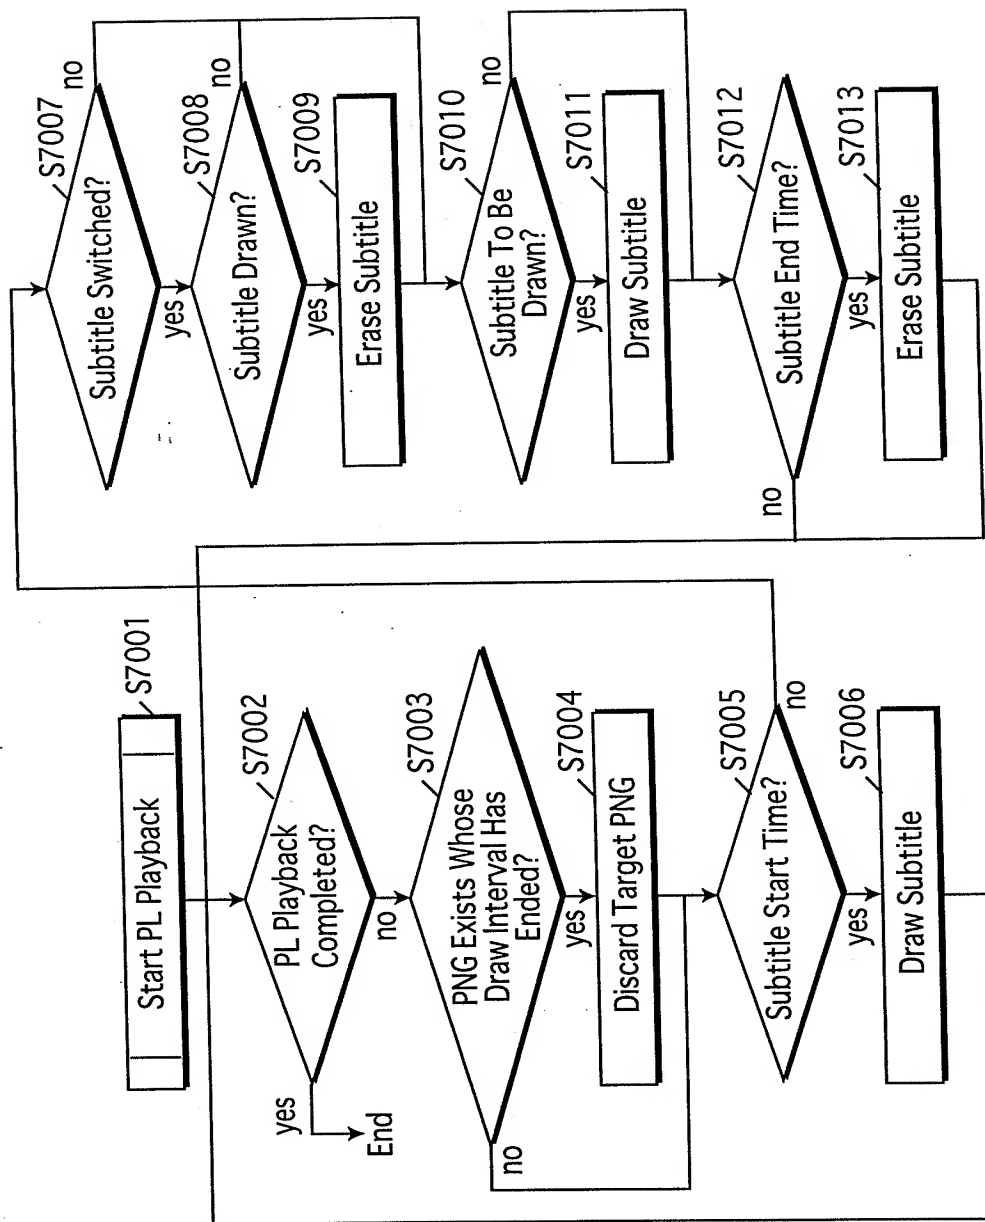 Start PL Playback
S7001
PL Playback
Completed?
S7002
yes
End
no
PNG Exists Whose
Draw Interval Has
Ended?
S7003
no
yes
Discard Target PNG
S7004
Subtitle Start Time?
S7005
no
yes
Draw Subtitle
S7006
Subtitle Switched?
S7007
no
yes
Subtitle Drawn?
S7008
no
yes
Erase Subtitle
S7009
Subtitle To Be
Drawn?
S7010
no
yes
Draw Subtitle
S7011
Subtitle End Time?
S7012
no
yes
Erase Subtitle
S7013